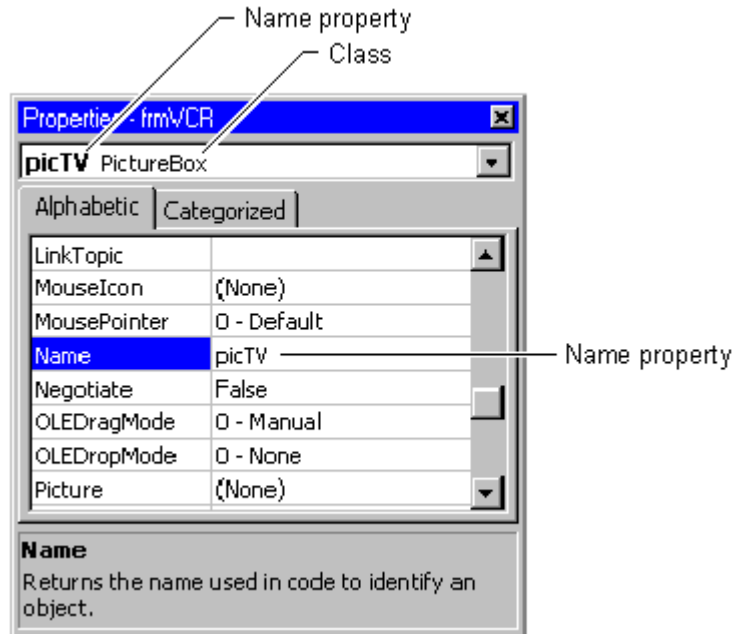 Name property
Class
Properties - frmVCR
picTV PictureBox
Alphabetic Categorized
LinkTopic
MouseIcon (None)
MousePointer 0 - Default
Name picTV Name property
Negotiate False
OLEDragMode 0 - Manual
OLEDropMode 0 - None
Picture (None)
Name
Returns the name used in code to identify an
object.